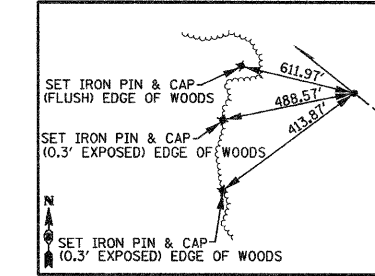 611.97'
SET IRON PIN & CAP
(FLUSH) EDGE OF WOODS
488.57'
413.87'
SET IRON PIN & CAP
(0.3' EXPOSED) EDGE OF WOODS
N
SET IRON PIN & CAP
(0.3' EXPOSED) EDGE OF WOODS